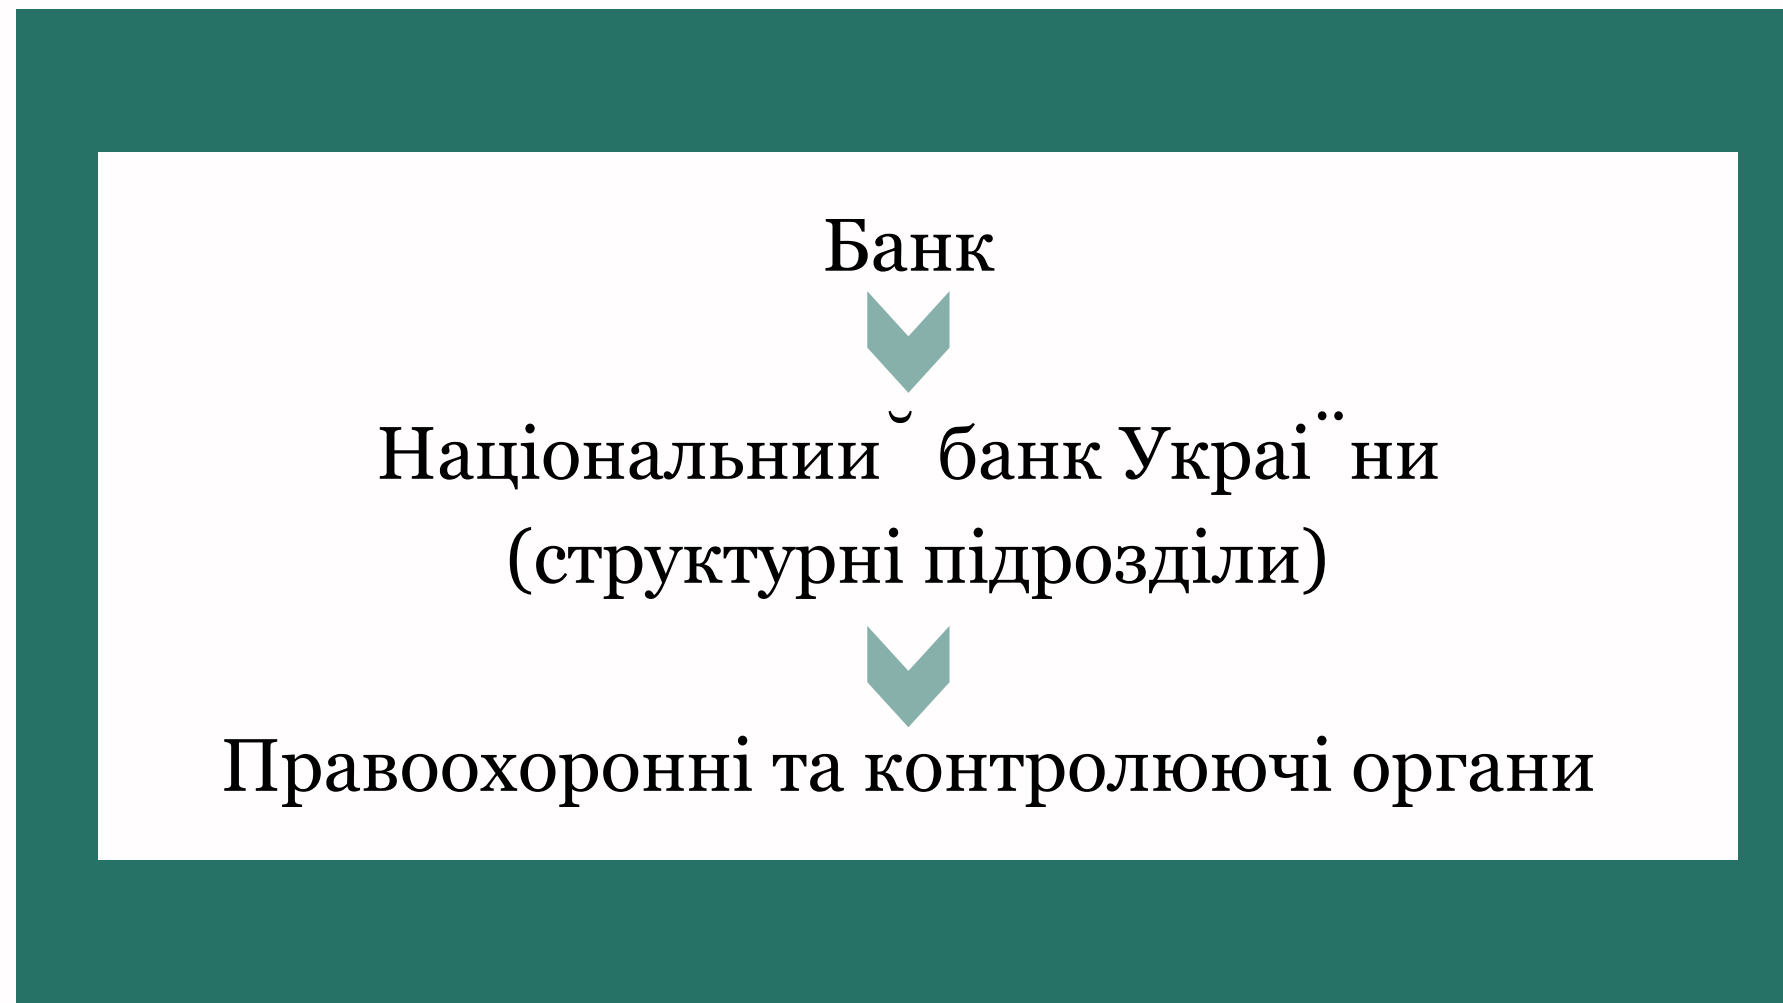 Банк
Національний банк України
(структурні підрозділи)
Правоохоронні та контролюючі органи